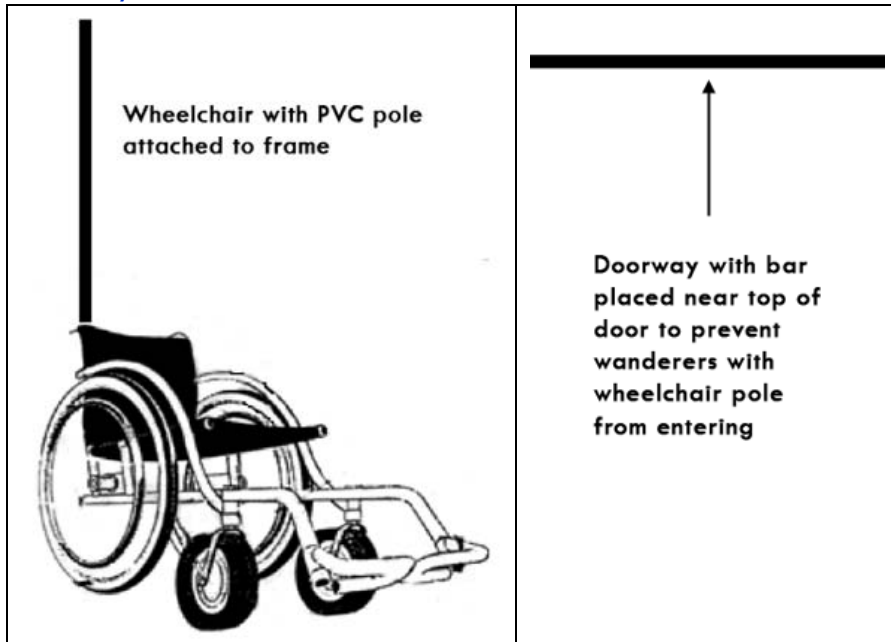 Wheelchair with PVC pole
attached to frame
Doorway with bar
placed near top of
door to prevent
wanderers with
wheelchair pole
from entering